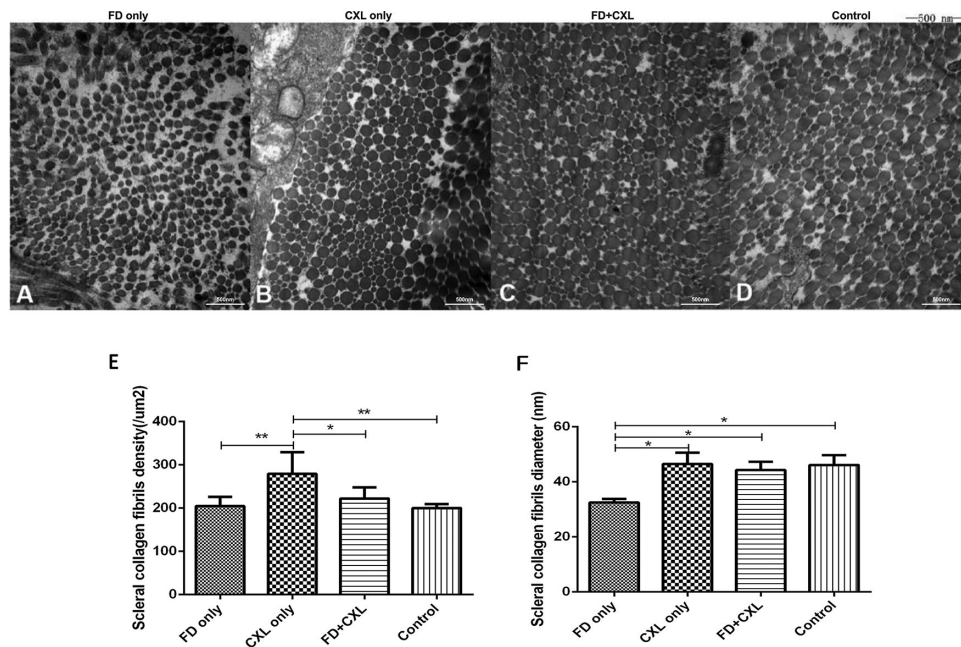 FD only
CXL only
FD+CXL
Control
500 nm
A
500nm
B
500nm
C
500nm
D
500nm
E
Scleral collagen fibrils density(/um2)
400
300
200
100
0
**
*
**
FD only
CXL only
FD+CXL
Control
F
Scleral collagen fibrils diameter (nm)
60
40
20
0
*
*
*
FD only
CXL only
FD+CXL
Control